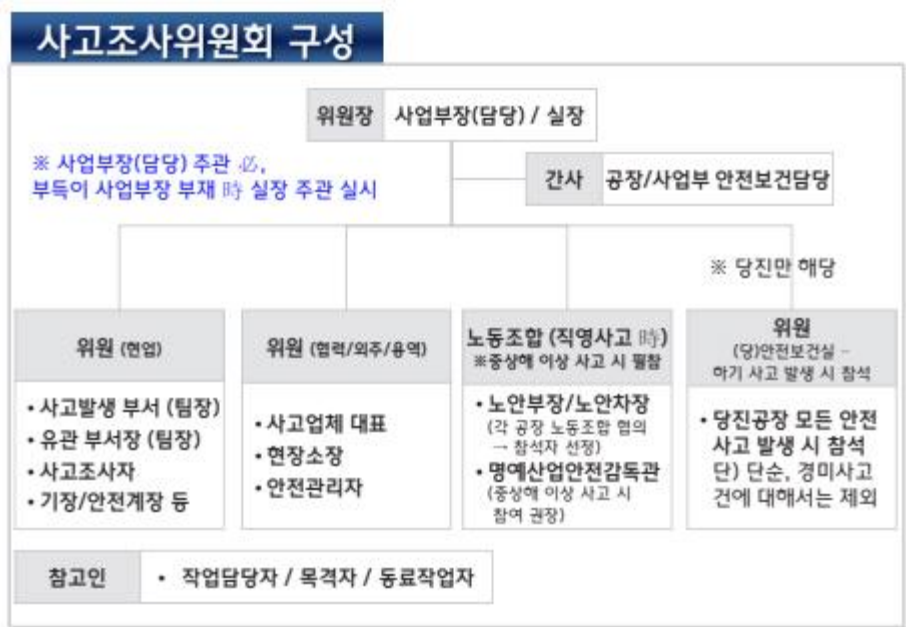 사고조사위원회 구성
위원장 사업부장(담당) / 실장
※ 사업부장(담당) 주관 必,
부득이 사업부장 부재 時 실장 주관 실시
간사 공장/사업부 안전보건담당
※ 당진만 해당
위원 (현업)
• 사고발생 부서 (팀장)
• 유관 부서장 (팀장)
• 사고조사자
• 기장/안전계장 등
위원 (협력/외주/용역)
• 사고업체 대표
• 현장소장
• 안전관리자
노동조합 (직영사고 時)
※중상해 이상 사고 시 필참
• 노안부장/노안차장
(각 공장 노동조합 협의
→ 참석자 선정)
• 명예산업안전감독관
(중상해 이상 사고 시
참여 권장)
위원
(당)안전보건실 –
하기 사고 발생 시 참석
• 당진공장 모든 안전
사고 발생 시 참석
단) 단순, 경미사고
건에 대해서는 제외
참고인 • 작업담당자 / 목격자 / 동료작업자